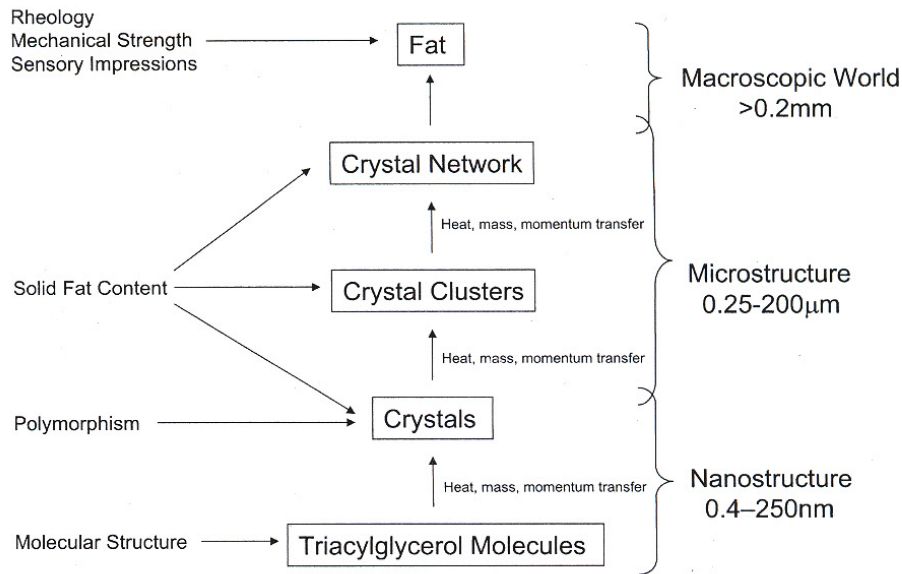 Rheology
Mechanical Strength
Sensory Impressions
Fat
Macroscopic World
>0.2mm
Crystal Network
Heat, mass, momentum transfer
Solid Fat Content
Crystal Clusters
Microstructure
0.25-200μm
Heat, mass, momentum transfer
Polymorphism
Crystals
Heat, mass, momentum transfer
Nanostructure
0.4–250nm
Molecular Structure
Triacylglycerol Molecules